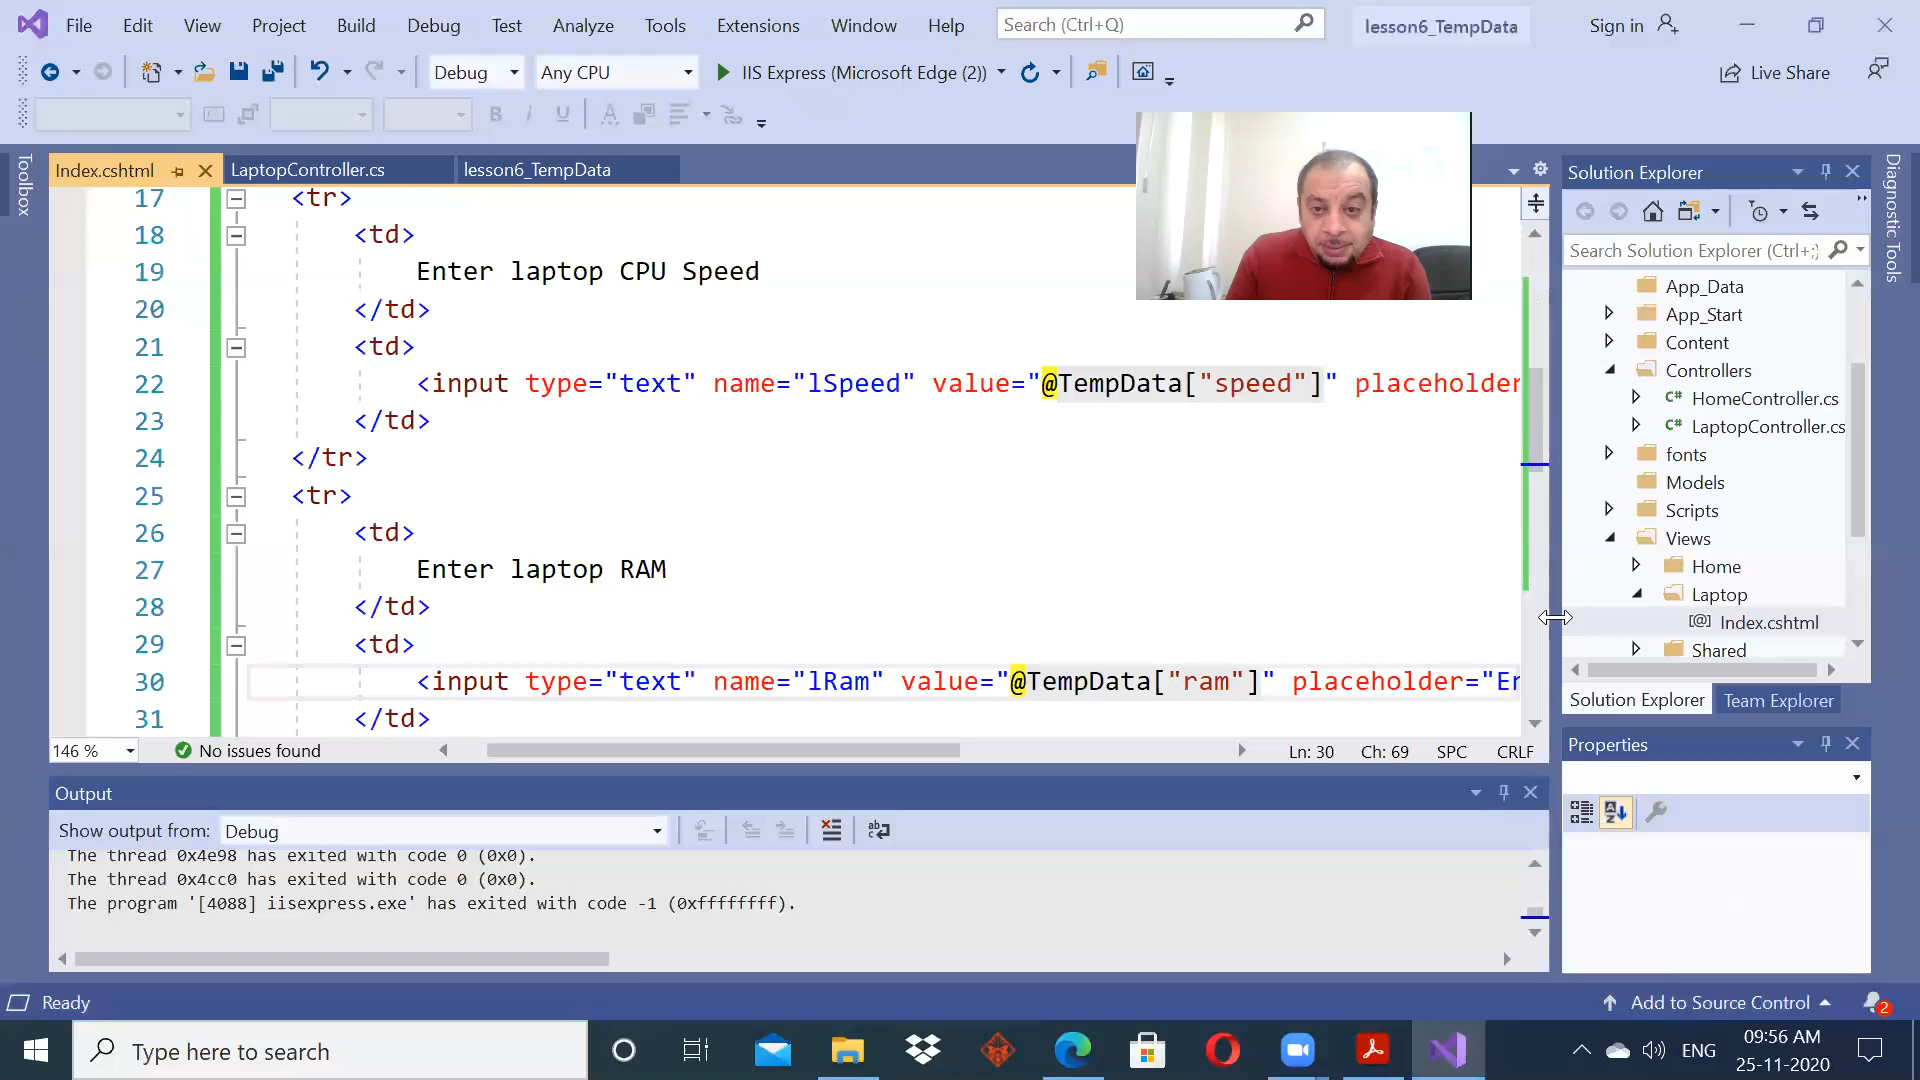 File Edit View Project Build Debug Test Analyze Tools Extensions Window Help Search (Ctrl+Q) lesson6_TempData Sign in
Debug Any CPU IIS Express (Microsoft Edge (2)) Live Share
Toolbox
Index.cshtml LaptopController.cs lesson6_TempData
17 <tr>
18 <td>
19 Enter laptop CPU Speed
20 </td>
21 <td>
22 <input type="text" name="lSpeed" value="@TempData["speed"]" placeholder
23 </td>
24 </tr>
25 <tr>
26 <td>
27 Enter laptop RAM
28 </td>
29 <td>
30 <input type="text" name="lRam" value="@TempData["ram"]" placeholder="Er
31 </td>
146 % No issues found Ln: 30 Ch: 69 SPC CRLF
Output
Show output from: Debug
The thread 0x4e98 has exited with code 0 (0x0).
The thread 0x4cc0 has exited with code 0 (0x0).
The program '[4088] iisexpress.exe' has exited with code -1 (0xffffffff).
Solution Explorer
Search Solution Explorer (Ctrl+;)
App_Data
App_Start
Content
Controllers
C# HomeController.cs
C# LaptopController.cs
fonts
Models
Scripts
Views
Home
Laptop
[@] Index.cshtml
Shared
Solution Explorer Team Explorer
Properties
Diagnostic Tools
Ready Add to Source Control 2
Type here to search
ENG
09:56 AM
25-11-2020